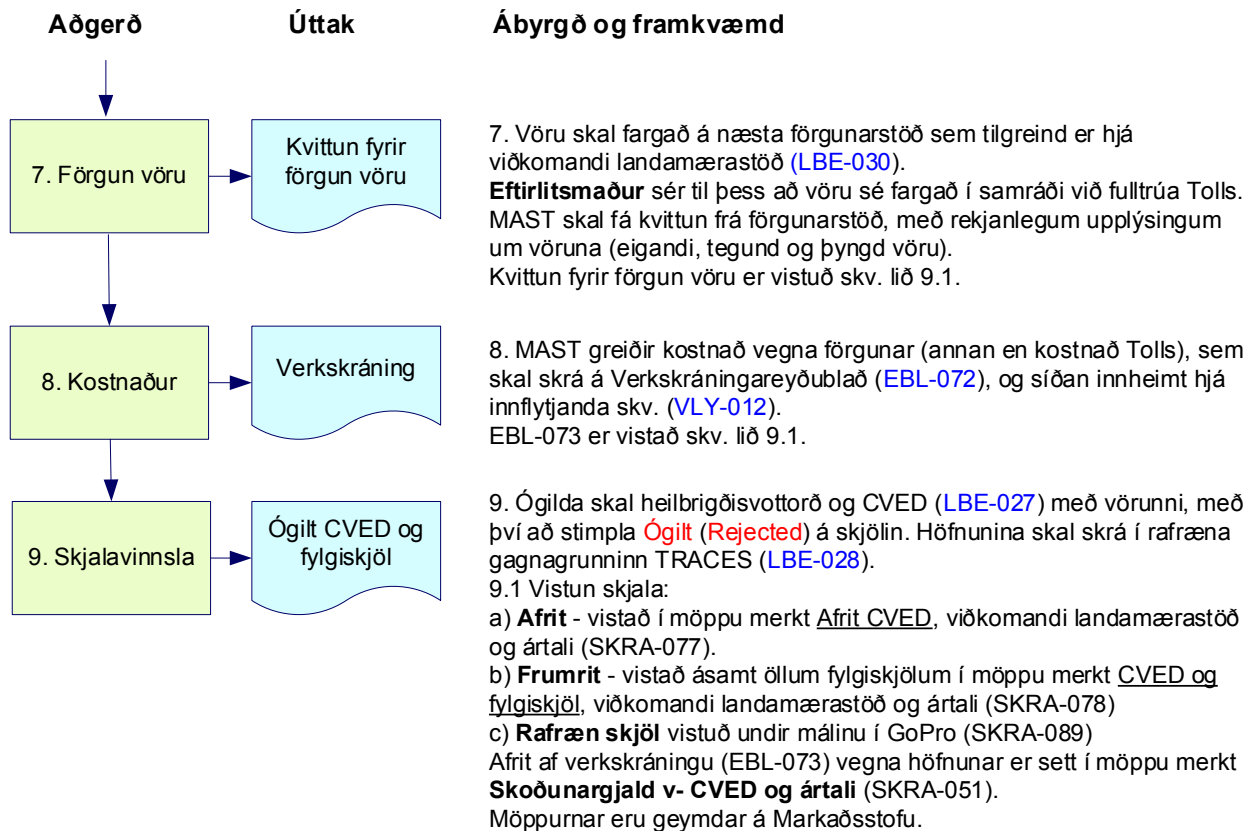 Aðgerð
Úttak
Ábyrgð og framkvæmd
7. Förgun vöru
Kvittun fyrir
förgun vöru
7. Vöru skal fargað á næsta förgunarstöð sem tilgreind er hjá
viðkomandi landamærastöð (LBE-030).
Eftirlitsmaður sér til þess að vöru sé fargað í samráði við fulltrúa Tolls.
MAST skal fá kvittun frá förgunarstöð, með rekjanlegum upplýsingum
um vöruna (eigandi, tegund og þyngd vöru).
Kvittun fyrir förgun vöru er vistuð skv. lið 9.1.
8. Kostnaður
Verkskráning
8. MAST greiðir kostnað vegna förgunar (annan en kostnað Tolls), sem
skal skrá á Verkskráningareyðublað (EBL-072), og síðan innheimt hjá
innflytjanda skv. (VLY-012).
EBL-073 er vistað skv. lið 9.1.
9. Skjalavinnsla
Ógilt CVED og
fylgiskjöl
9. Ógilda skal heilbrigðisvottorð og CVED (LBE-027) með vörunni, með
því að stimpla Ógilt (Rejected) á skjölin. Höfnunina skal skrá í rafræna
gagnagrunninn TRACES (LBE-028).
9.1 Vistun skjala:
a) Afrit - vistað í möppu merkt Afrit CVED, viðkomandi landamærastöð
og ártali (SKRA-077).
b) Frumrit - vistað ásamt öllum fylgiskjölum í möppu merkt CVED og
fylgiskjöl, viðkomandi landamærastöð og ártali (SKRA-078)
c) Rafræn skjöl vistuð undir málinu í GoPro (SKRA-089)
Afrit af verkskráningu (EBL-073) vegna höfnunar er sett í möppu merkt
Skoðunargjald v- CVED og ártali (SKRA-051).
Möppurnar eru geymdar á Markaðsstofu.